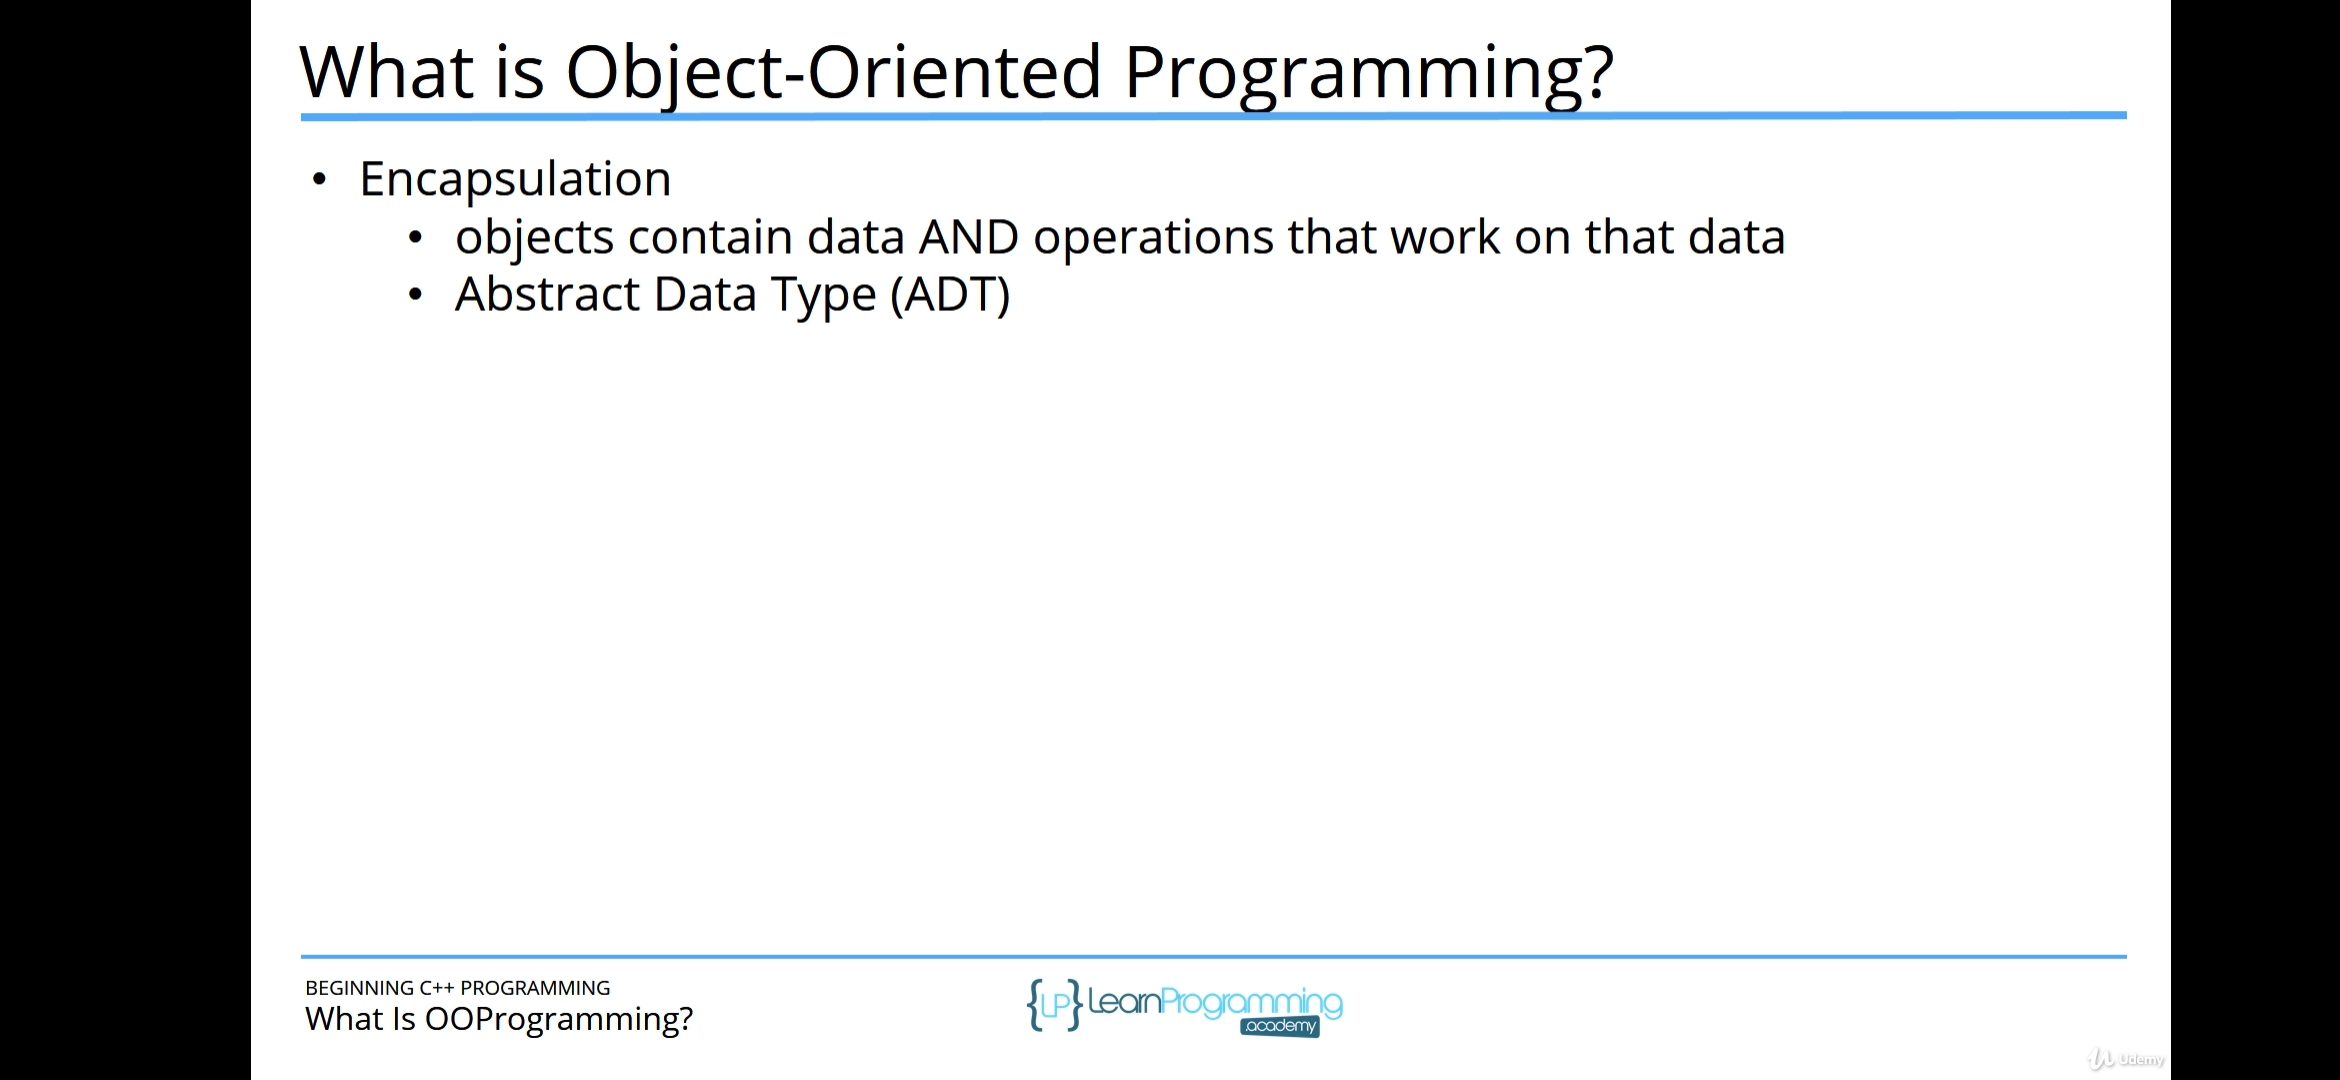 What is Object-Oriented Programming?
• Encapsulation
• objects contain data AND operations that work on that data
• Abstract Data Type (ADT)
BEGINNING C++ PROGRAMMING
What Is OOProgramming?
{LP} LearnProgramming
academy
Udemy